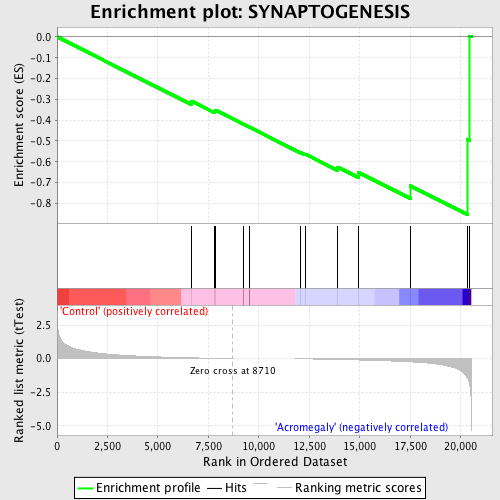 Enrichment plot: SYNAPTOGENESIS
Enrichment score (ES)
0.0
-0.1
-0.2
-0.3
-0.4
-0.5
-0.6
-0.7
-0.8
'Control' (positively correlated)
Ranked list metric (tTest)
2.5
0.0
-2.5
-5.0
Zero cross at 8710
'Acromegaly' (negatively correlated)
0 2,500 5,000 7,500 10,000 12,500 15,000 17,500 20,000
Rank in Ordered Dataset
Enrichment profile Hits Ranking metric scores